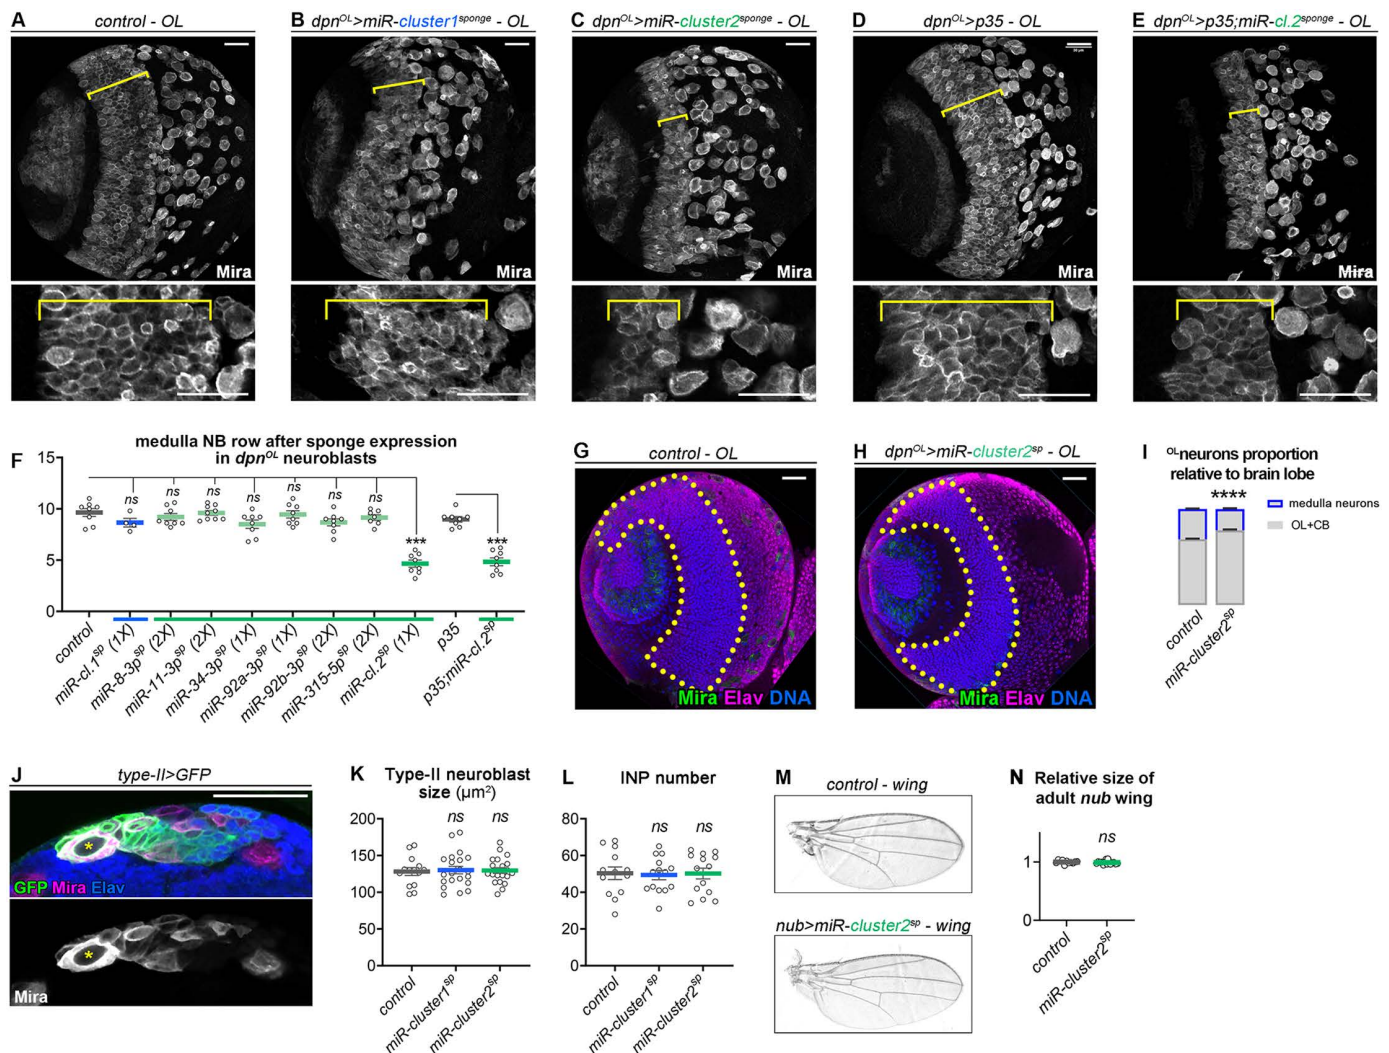 A control - OL
B dpn^OL>miR-cluster1^sponge - OL
C dpn^OL>miR-cluster2^sponge - OL
D dpn^OL>p35 - OL
E dpn^OL>p35;miR-cl.2^sponge - OL
Mira
Mira
Mira
Mira
Mira
F medulla NB row after sponge expression
in dpn^OL neuroblasts
15
10
5
0
ns
ns
ns
ns
ns
ns
ns
***
***
control
miR-cl.1^sp (1X)
miR-8-3p^sp (2X)
miR-11-3p^sp (2X)
miR-34-3p^sp (1X)
miR-92a-3p^sp (1X)
miR-92b-3p^sp (2X)
miR-315-5p^sp (2X)
miR-cl.2^sp (1X)
p35
p35;miR-cl.2^sp
G control - OL
Mira Elav DNA
H dpn^OL>miR-cluster2^sp - OL
Mira Elav DNA
I ^OLneurons proportion
relative to brain lobe
****
medulla neurons
OL+CB
control
miR-cluster2^sp
J type-II>GFP
*
GFP Mira Elav
*
Mira
K Type-II neuroblast
size (µm²)
200
150
100
50
0
ns
ns
control
miR-cluster1^sp
miR-cluster2^sp
L INP number
80
60
40
20
0
ns
ns
control
miR-cluster1^sp
miR-cluster2^sp
M control - wing
nub>miR-cluster2^sp - wing
N Relative size of
adult nub wing
ns
1
0
control
miR-cluster2^sp